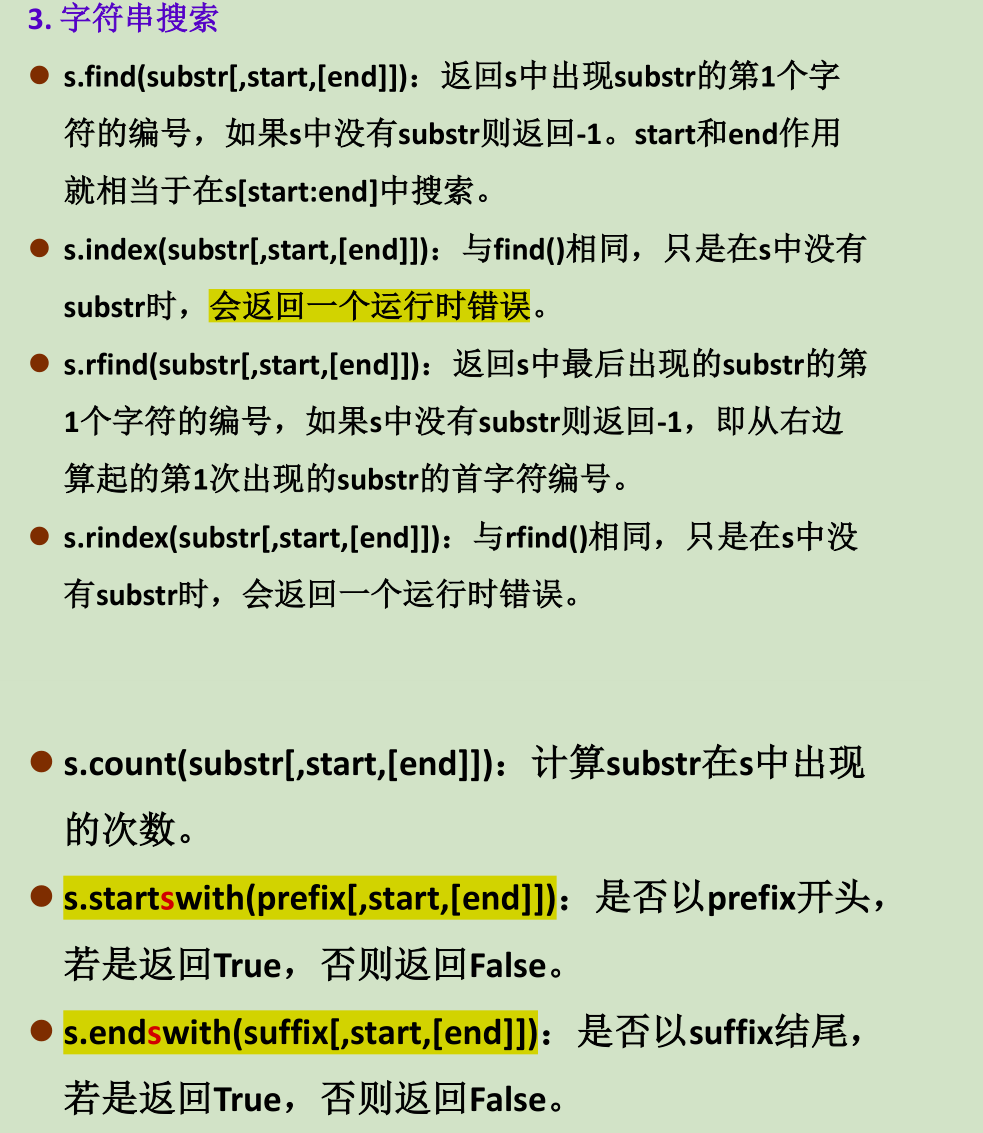 3. 字符串搜索
● s.find(substr[,start,[end]])：返回s中出现substr的第1个字
符的编号，如果s中没有substr则返回-1。start和end作用
就相当于在s[start:end]中搜索。
● s.index(substr[,start,[end]])：与find()相同，只是在s中没有
substr时，会返回一个运行时错误。
● s.rfind(substr[,start,[end]])：返回s中最后出现的substr的第
1个字符的编号，如果s中没有substr则返回-1，即从右边
算起的第1次出现的substr的首字符编号。
● s.rindex(substr[,start,[end]])：与rfind()相同，只是在s中没
有substr时，会返回一个运行时错误。
● s.count(substr[,start,[end]])：计算substr在s中出现
的次数。
● s.startswith(prefix[,start,[end]])：是否以prefix开头，
若是返回True，否则返回False。
● s.endswith(suffix[,start,[end]])：是否以suffix结尾，
若是返回True，否则返回False。